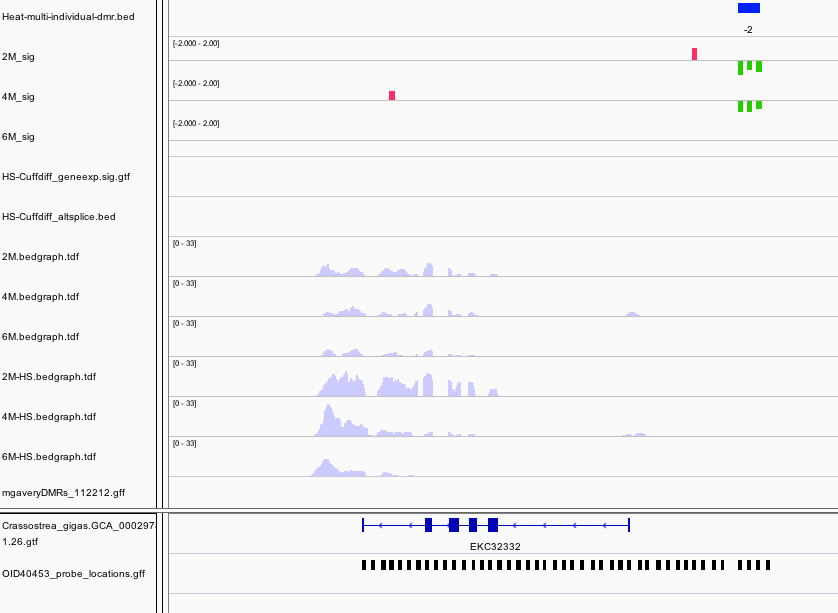 Heat-multi-individual-dmr.bed
-2
[-2.000 - 2.00]
2M_sig
[-2.000 - 2.00]
4M_sig
[-2.000 - 2.00]
6M_sig
HS-Cuffdiff_geneexp.sig.gtf
HS-Cuffdiff_altsplice.bed
[0 - 33]
2M.bedgraph.tdf
[0 - 33]
4M.bedgraph.tdf
[0 - 33]
6M.bedgraph.tdf
[0 - 33]
2M-HS.bedgraph.tdf
[0 - 33]
4M-HS.bedgraph.tdf
[0 - 33]
6M-HS.bedgraph.tdf
mgaveryDMRs_112212.gff
Crassostrea_gigas.GCA_000297
1.26.gtf
EKC32332
OID40453_probe_locations.gff